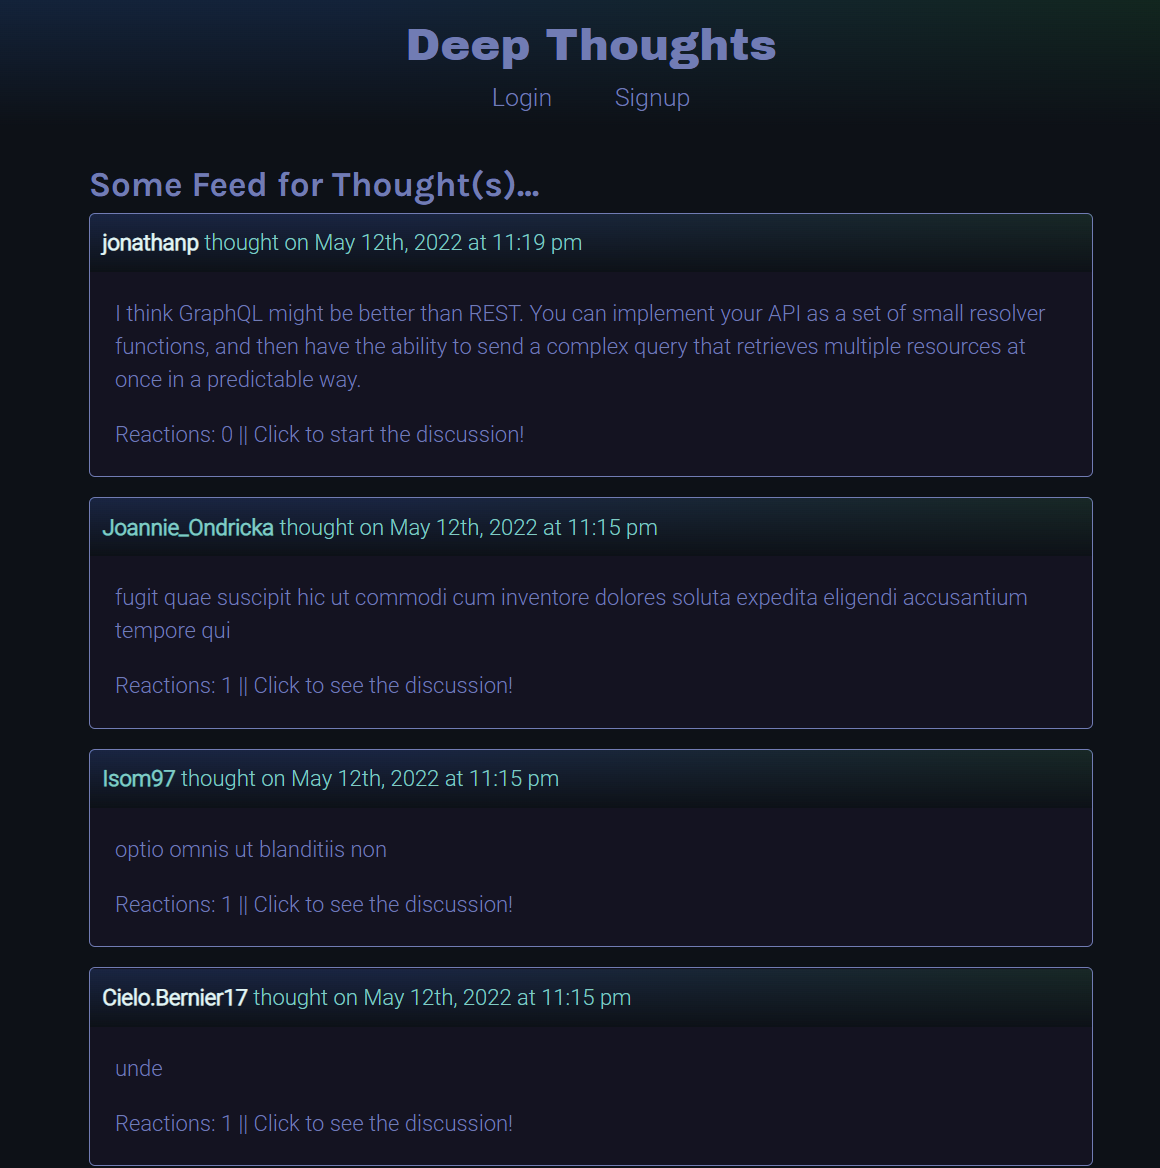 Deep Thoughts
Login Signup
Some Feed for Thought(s)...
jonathanp thought on May 12th, 2022 at 11:19 pm
I think GraphQL might be better than REST. You can implement your API as a set of small resolver
functions, and then have the ability to send a complex query that retrieves multiple resources at
once in a predictable way.
Reactions: 0 || Click to start the discussion!
Joannie_Ondricka thought on May 12th, 2022 at 11:15 pm
fugit quae suscipit hic ut commodi cum inventore dolores soluta expedita eligendi accusantium
tempore qui
Reactions: 1 || Click to see the discussion!
Isom97 thought on May 12th, 2022 at 11:15 pm
optio omnis ut blanditiis non
Reactions: 1 || Click to see the discussion!
Cielo.Bernier17 thought on May 12th, 2022 at 11:15 pm
unde
Reactions: 1 || Click to see the discussion!